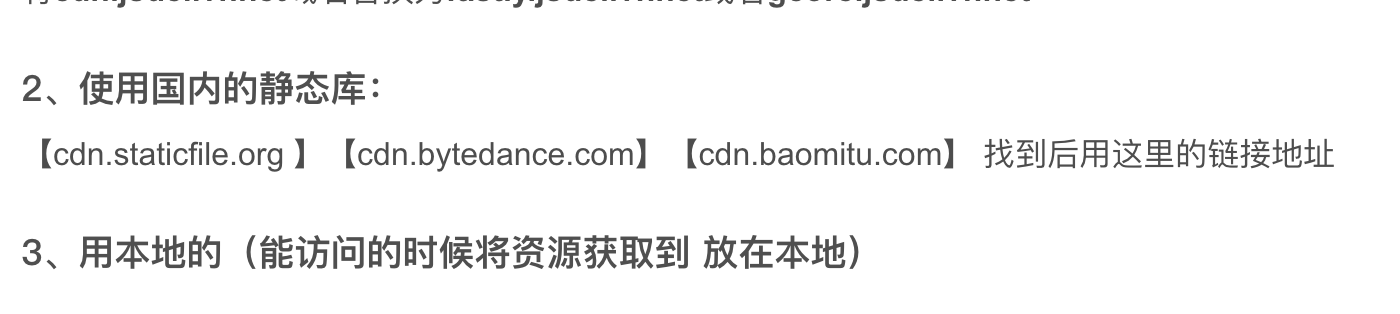 2、使用国内的静态库：
【cdn.staticfile.org 】【cdn.bytedance.com】【cdn.baomitu.com】 找到后用这里的链接地址
3、用本地的（能访问的时候将资源获取到 放在本地）